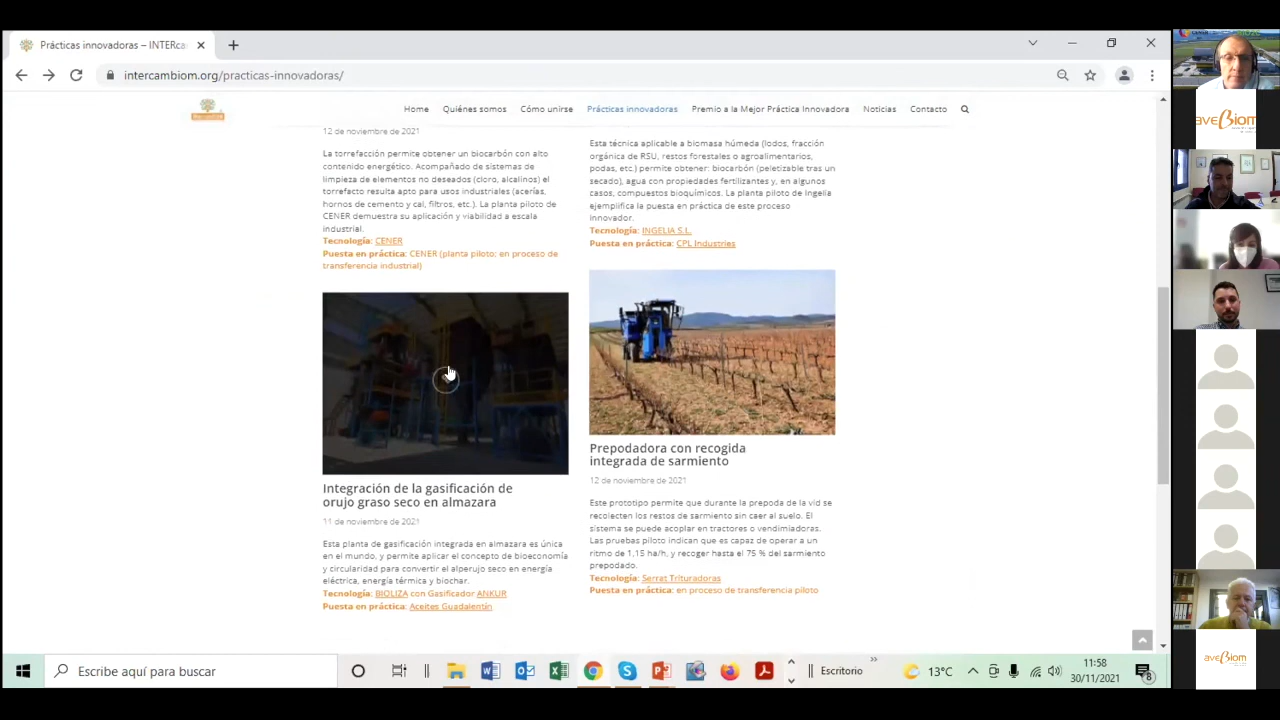 Prácticas innovadoras – INTERca
intercambiom.org/practicas-innovadoras/
Home
Quiénes somos
Cómo unirse
Prácticas innovadoras
Premio a la Mejor Práctica Innovadora
Noticias
Contacto
12 de noviembre de 2021
La torrefacción permite obtener un biocarbón con alto
contenido energético. Acompañado de sistemas de
limpieza de elementos no deseados (cloro, alcalinos) el
torrefacto resulta apto para usos industriales (acerías,
hornos de cemento y cal, filtros, etc.). La planta piloto de
CENER demuestra su aplicación y viabilidad a escala
industrial.
Tecnología: CENER
Puesta en práctica: CENER (planta piloto; en proceso de
transferencia industrial)
Esta técnica aplicable a biomasa húmeda (lodos, fracción
orgánica de RSU, restos forestales o agroalimentarios,
podas, etc.) permite obtener: biocarbón (peletizable tras un
secado), agua con propiedades fertilizantes y, en algunos
casos, compuestos bioquímicos. La planta piloto de Ingelia
ejemplifica la puesta en práctica de este proceso
innovador.
Tecnología: INGELIA S.L.
Puesta en práctica: CPL Industries
Integración de la gasificación de
orujo graso seco en almazara
11 de noviembre de 2021
Esta planta de gasificación integrada en almazara es única
en el mundo, y permite aplicar el concepto de bioeconomía
y circularidad para convertir el alperujo seco en energía
eléctrica, energía térmica y biochar.
Tecnología: BIOLIZA con Gasificador ANKUR
Puesta en práctica: Aceites Guadalentín
Prepodadora con recogida
integrada de sarmiento
12 de noviembre de 2021
Este prototipo permite que durante la prepoda de la vid se
recolecten los restos de sarmiento sin caer al suelo. El
sistema se puede acoplar en tractores o vendimiadoras.
Las pruebas piloto indican que es capaz de operar a un
ritmo de 1,15 ha/h, y recoger hasta el 75 % del sarmiento
prepodado.
Tecnología: Serrat Trituradoras
Puesta en práctica: en proceso de transferencia piloto
CENER
aveBiom
aveBiom
Escribe aquí para buscar
Escritorio
13°C
11:58
30/11/2021
8